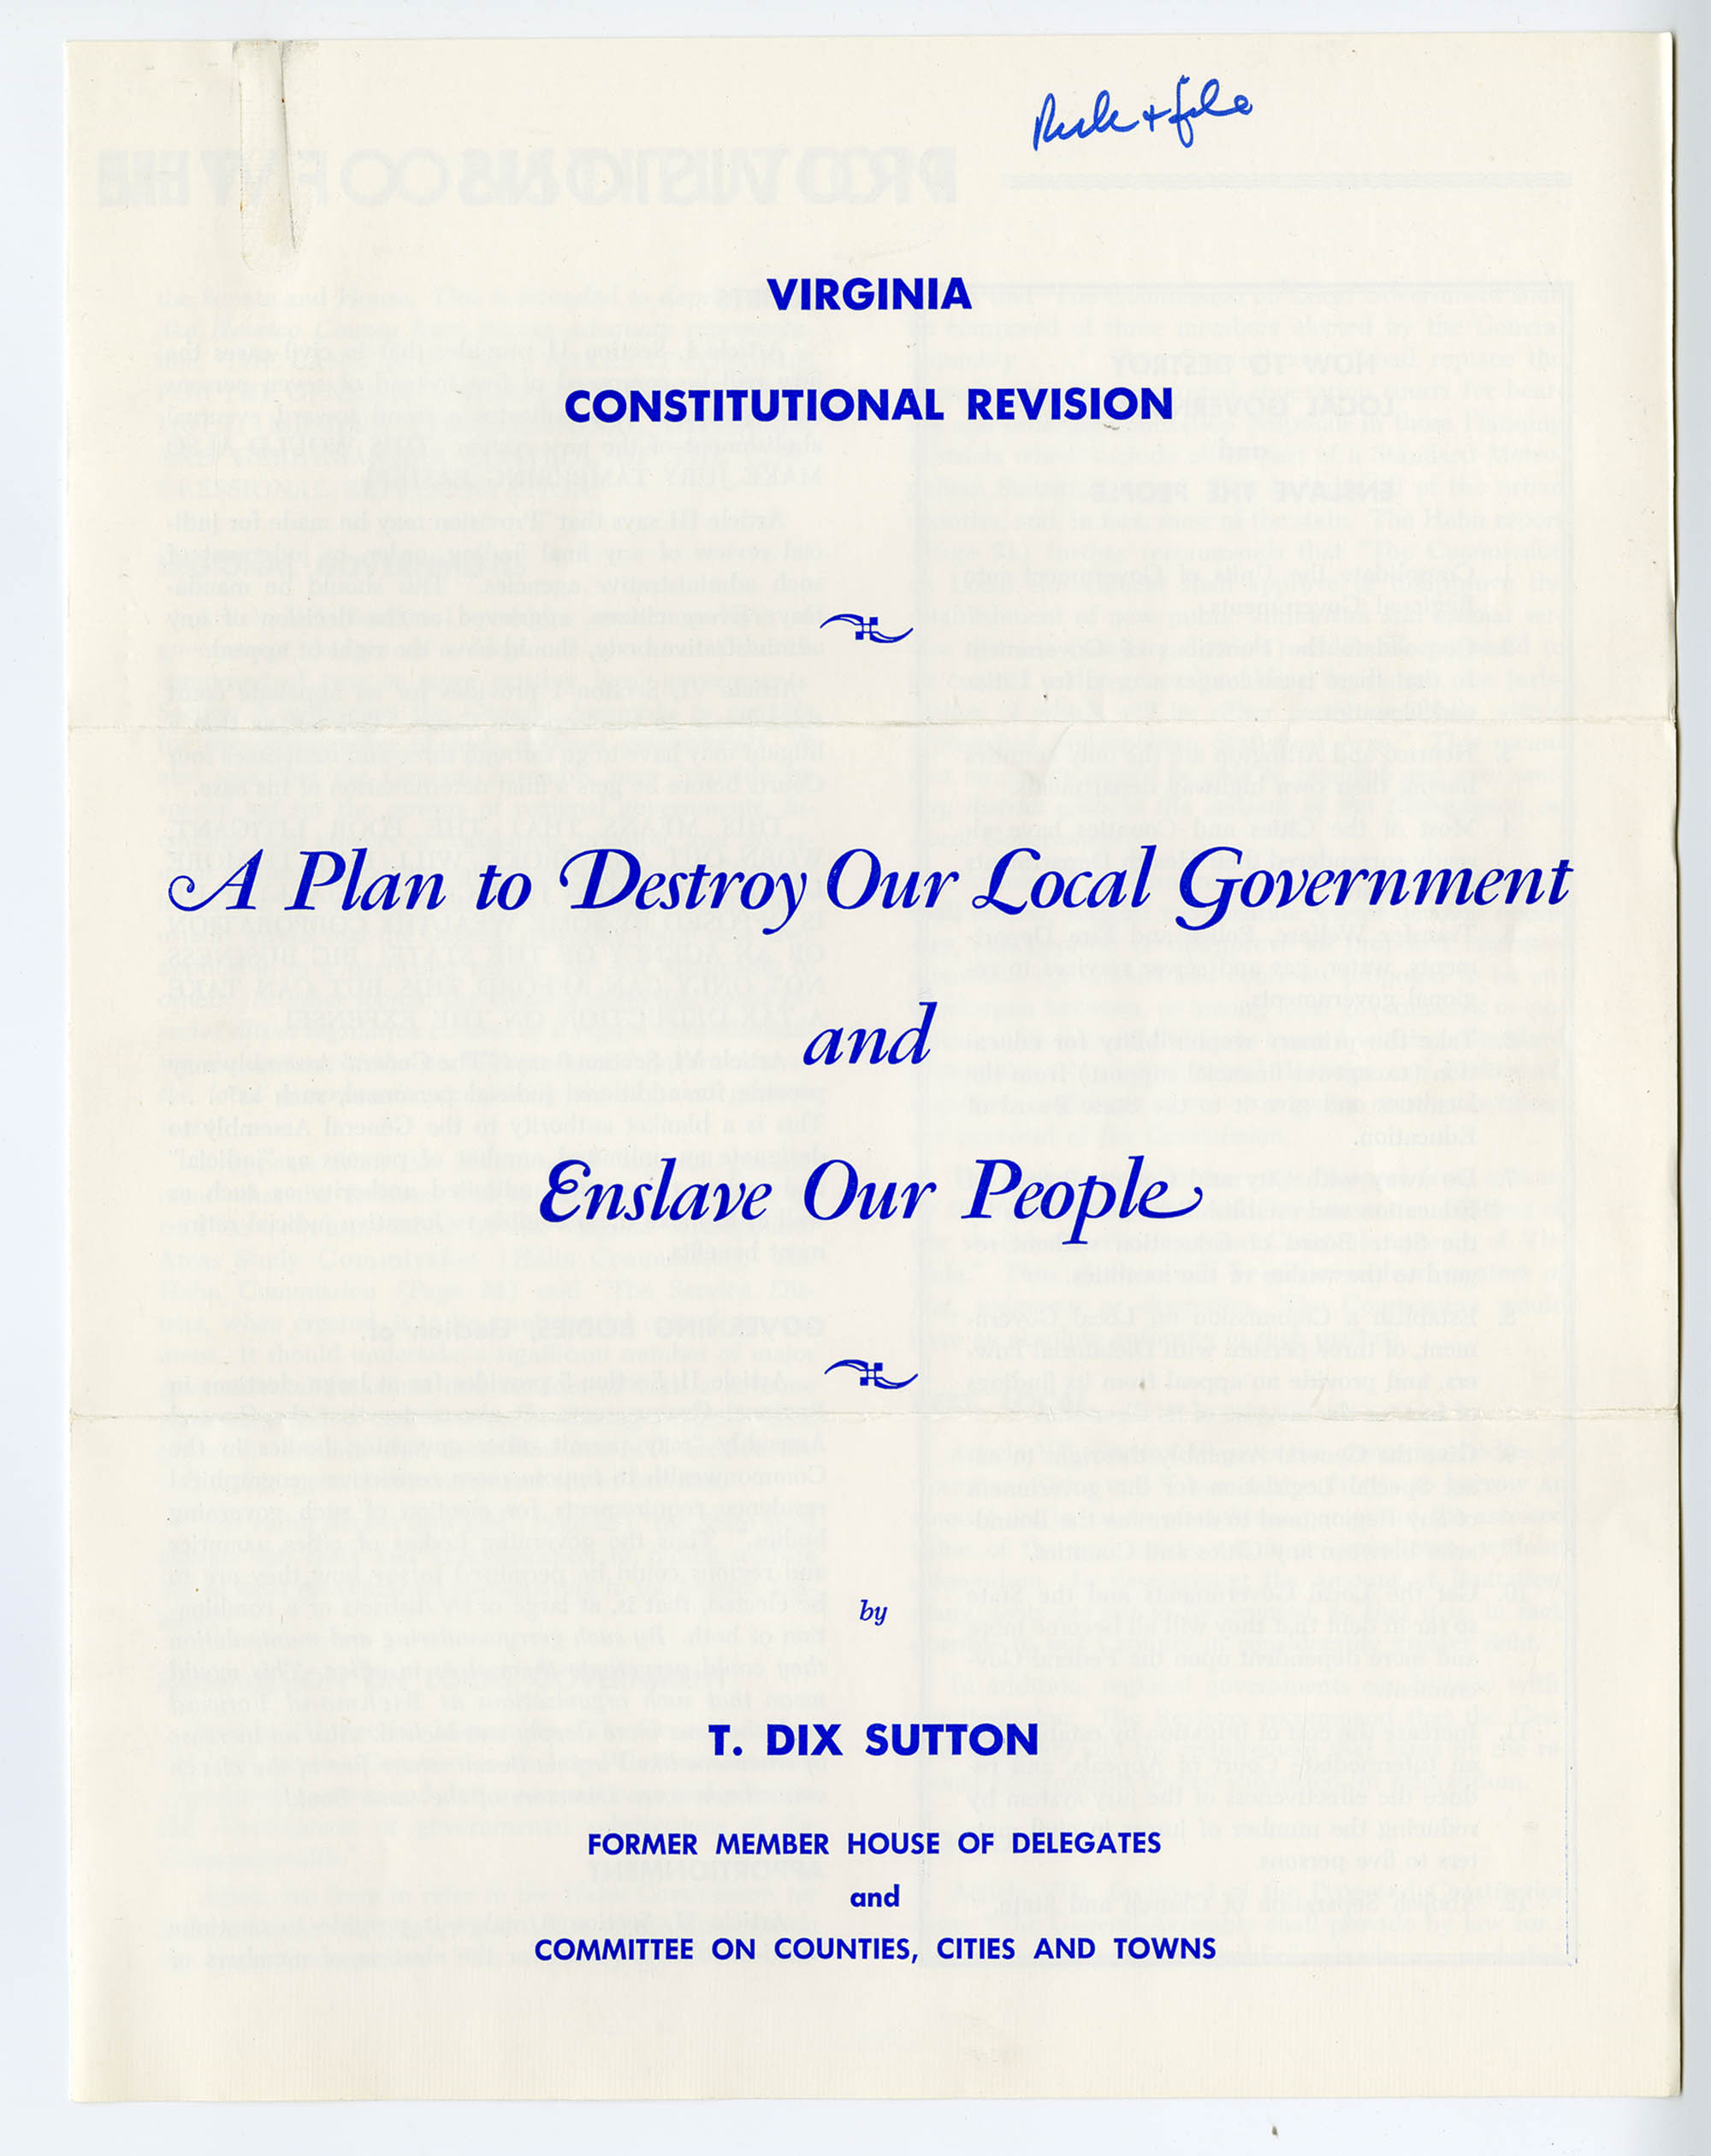 + file
VIRGINIA
CONSTITUTIONAL REVISION
A Plan to Destroy Our Local Government
and
Enslave Our People
by
T. DIX SUTTON
FORMER MEMBER HOUSE OF DELEGATES
and
COMMITTEE ON COUNTIES, CITIES AND TOWNS